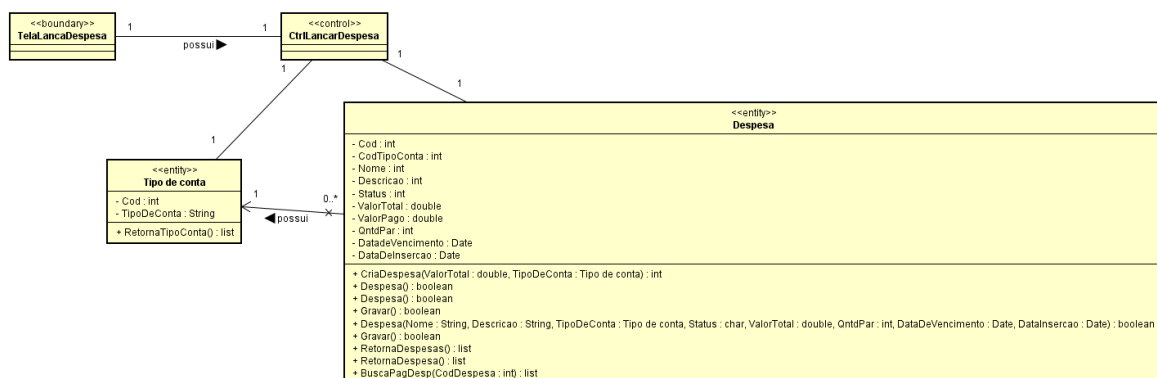 <<boundary>>
TelaLancaDespesa
1
1
possui
<<control>>
CtrlLancarDespesa
1
1
1
1
<<entity>>
Tipo de conta
- Cod : int
- TipoDeConta : String
+ RetornaTipoConta() : list
1
0..*
possui
<<entity>>
Despesa
- Cod : int
- CodTipoConta : int
- Nome : int
- Descricao : int
- Status : int
- ValorTotal : double
- ValorPago : double
- QntdPar : int
- DatadeVencimento : Date
- DataDeInsercao : Date
+ CriaDespesa(ValorTotal : double, TipoDeConta : Tipo de conta) : int
+ Despesa() : boolean
+ Despesa() : boolean
+ Gravar() : boolean
+ Despesa(Nome : String, Descricao : String, TipoDeConta : Tipo de conta, Status : char, ValorTotal : double, QntdPar : int, DataDeVencimento : Date, DataInsercao : Date) : boolean
+ Gravar() : boolean
+ RetornaDespesas() : list
+ RetornaDespesa() : list
+ BuscaPagDesp(CodDespesa : int) : list